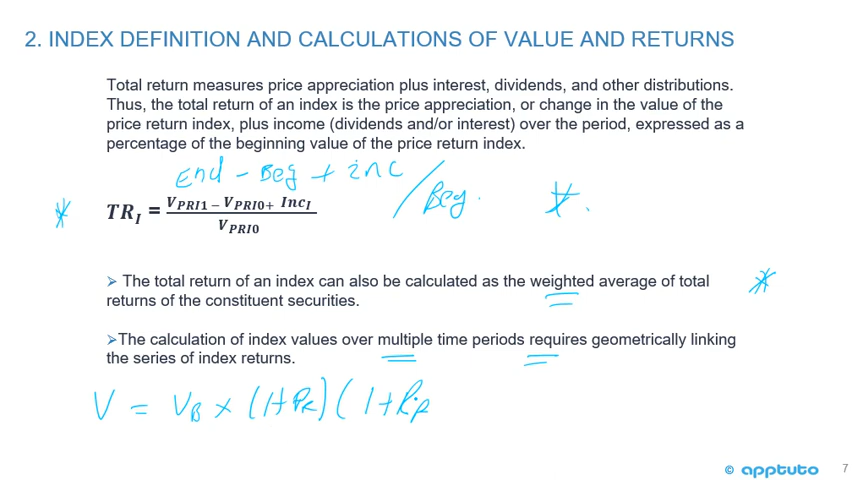 2. INDEX DEFINITION AND CALCULATIONS OF VALUE AND RETURNS
Total return measures price appreciation plus interest, dividends, and other distributions.
Thus, the total return of an index is the price appreciation, or change in the value of the
price return index, plus income (dividends and/or interest) over the period, expressed as a
percentage of the beginning value of the price return index.
End - Beg + inc / Beg.
* TR_I = (V_PRI1 - V_PRI0 + Inc_I) / V_PRI0
➢ The total return of an index can also be calculated as the weighted average of total *
returns of the constituent securities.
➢The calculation of index values over multiple time periods requires geometrically linking
the series of index returns.
V = V_B × (1+PR) (1+
© apptuto 7